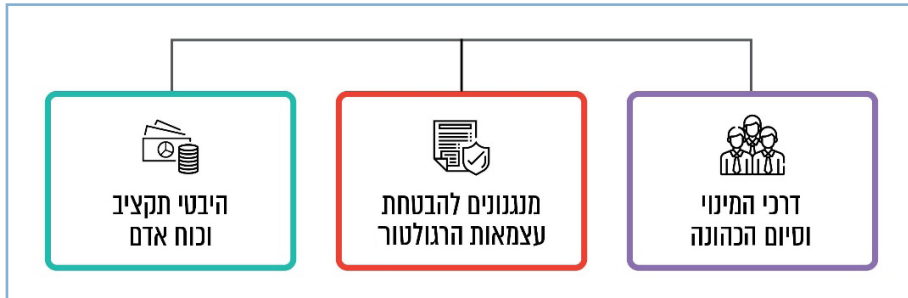 דרכי המינוי
וסיום הכהונה
מנגנונים להבטחת
עצמאות הרגולטור
היבטי תקציב
וכוח אדם